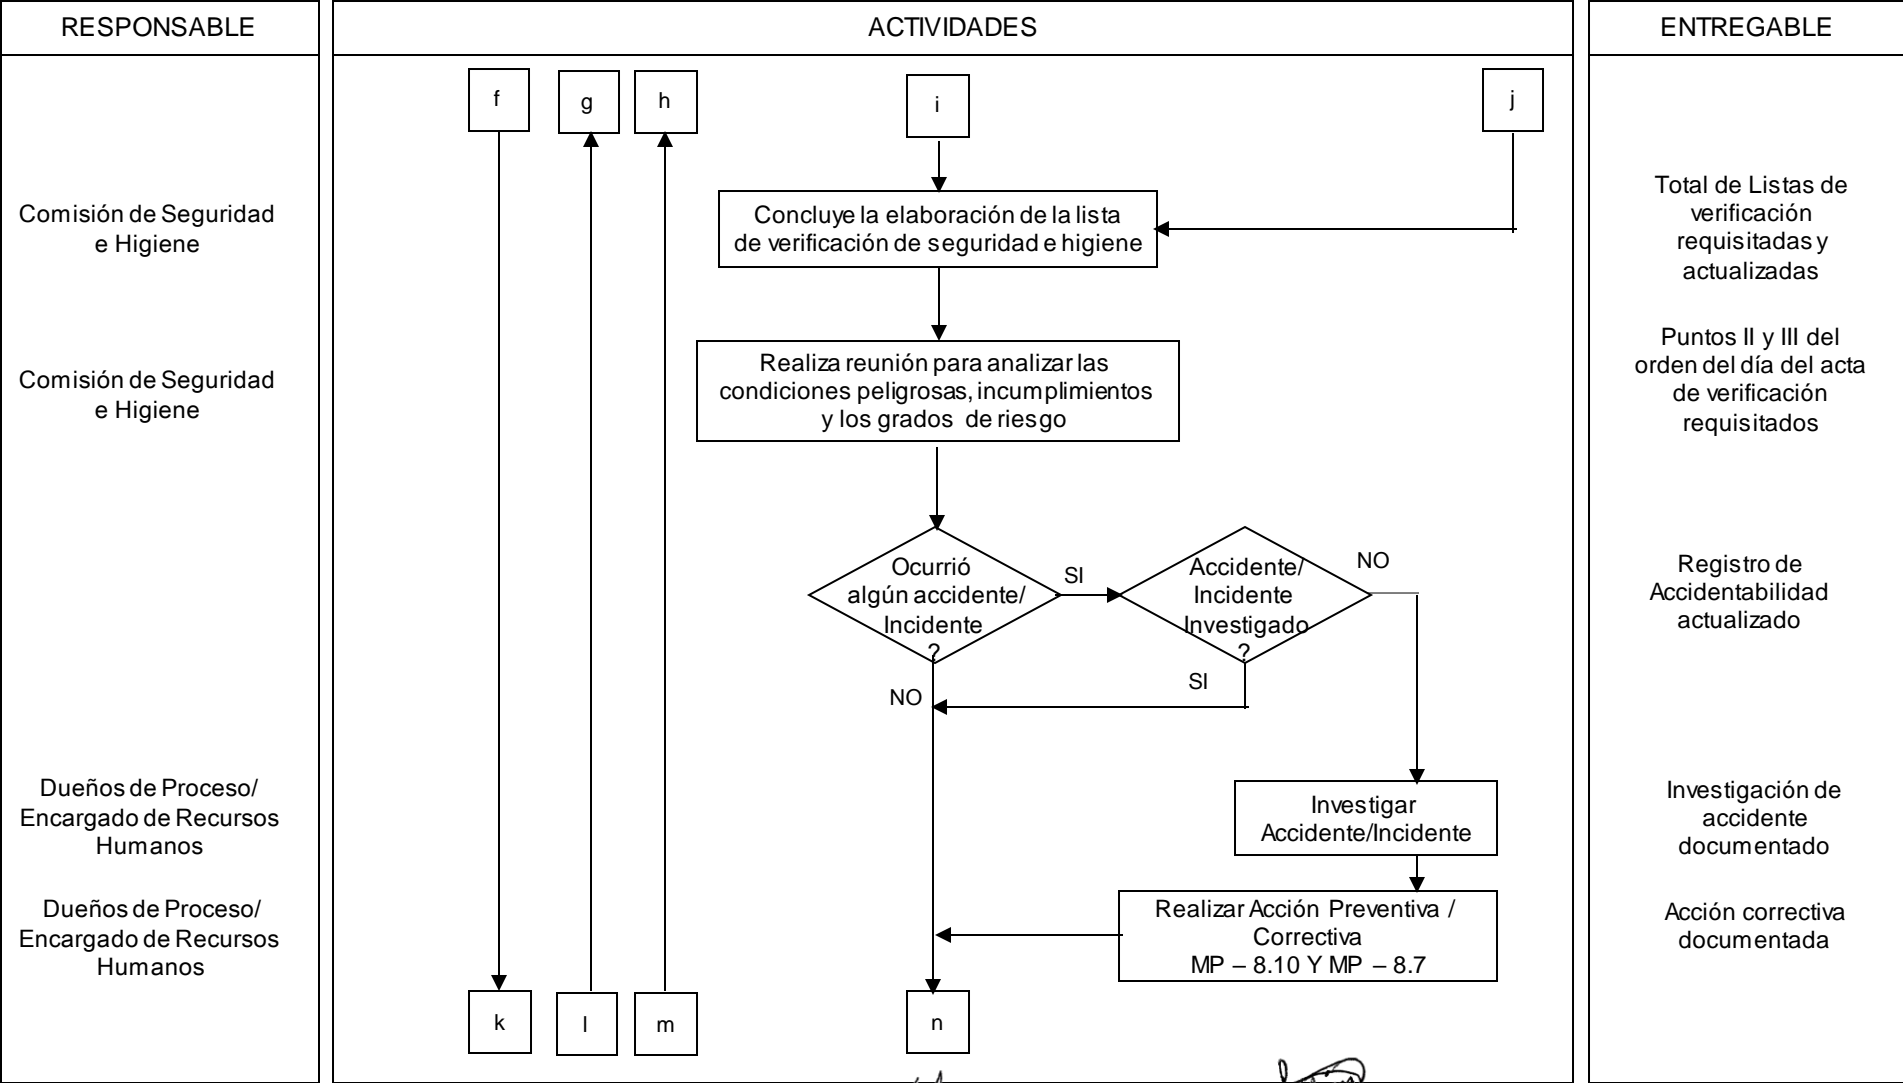 RESPONSABLE
ACTIVIDADES
ENTREGABLE
f
g
h
i
j
Comisión de Seguridad
e Higiene
Concluye la elaboración de la lista
de verificación de seguridad e higiene
Total de Listas de
verificación
requisitadas y
actualizadas
Comisión de Seguridad
e Higiene
Realiza reunión para analizar las
condiciones peligrosas, incumplimientos
y los grados de riesgo
Puntos II y III del
orden del día del acta
de verificación
requisitados
Ocurrió
algún accidente/
Incidente
?
SI
Accidente/
Incidente
Investigado
?
NO
SI
NO
Registro de
Accidentabilidad
actualizado
Dueños de Proceso/
Encargado de Recursos
Humanos
Investigar
Accidente/Incidente
Investigación de
accidente
documentado
Dueños de Proceso/
Encargado de Recursos
Humanos
Realizar Acción Preventiva /
Correctiva
MP – 8.10 Y MP – 8.7
Acción correctiva
documentada
k
l
m
n